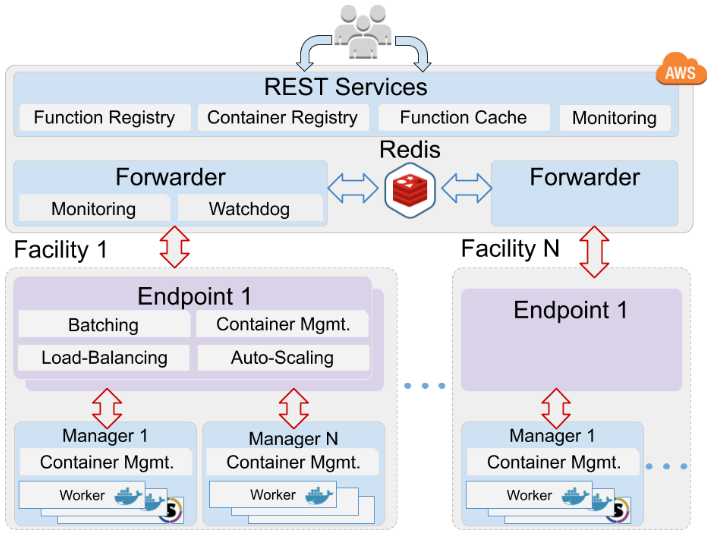 AWS
REST Services
Function Registry
Container Registry
Function Cache
Monitoring
Redis
Forwarder
Monitoring
Watchdog
Forwarder
Facility 1
Facility N
Endpoint 1
Batching
Container Mgmt.
Load-Balancing
Auto-Scaling
Endpoint 1
Manager 1
Container Mgmt.
Worker
S
Manager N
Container Mgmt.
Worker
Manager 1
Container Mgmt.
Worker
S